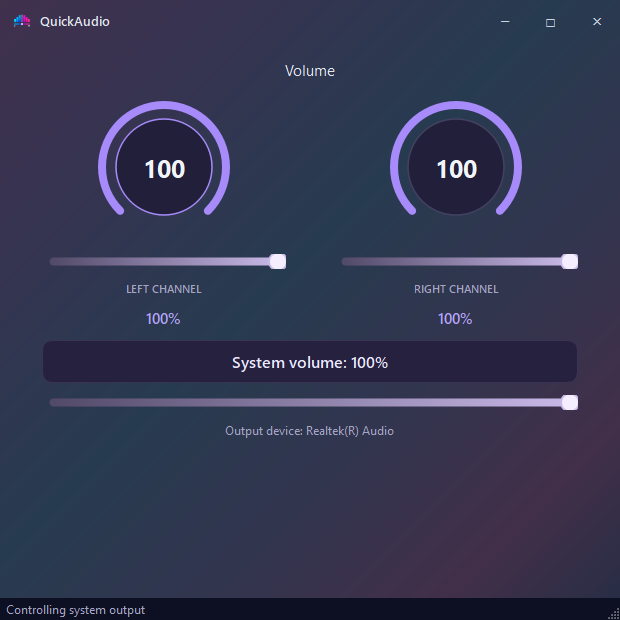 QuickAudio
Volume
100
100
LEFT CHANNEL
RIGHT CHANNEL
100%
100%
System volume: 100%
Output device: Realtek(R) Audio
Controlling system output